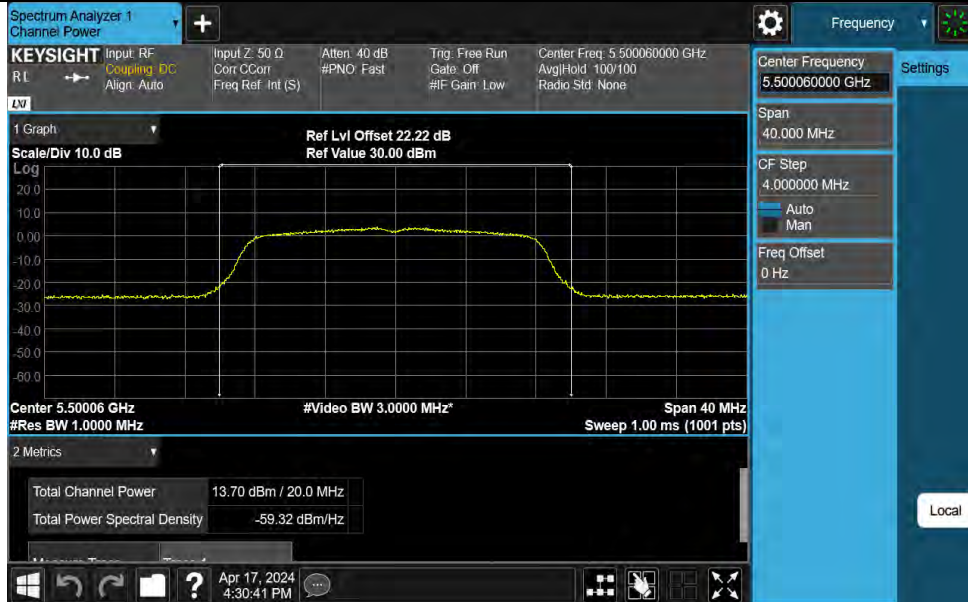 Spectrum Analyzer 1
Channel Power
+
Frequency
KEYSIGHT
Input: RF
Coupling: DC
Align: Auto
Input Z: 50 Ω
Corr CCorr
Freq Ref: Int (S)
Atten: 40 dB
#PNO: Fast
Trig: Free Run
Gate: Off
#IF Gain: Low
Center Freq: 5.500060000 GHz
Avg|Hold: 100/100
Radio Std: None
LXI
Center Frequency
5.500060000 GHz
Settings
Span
40.000 MHz
CF Step
4.000000 MHz
Auto
Man
Freq Offset
0 Hz
Local
1 Graph
Scale/Div 10.0 dB
Ref Lvl Offset 22.22 dB
Ref Value 30.00 dBm
Log
20.0
10.0
0.00
-10.0
-20.0
-30.0
-40.0
-50.0
-60.0
Center 5.50006 GHz
#Video BW 3.0000 MHz*
Span 40 MHz
#Res BW 1.0000 MHz
Sweep 1.00 ms (1001 pts)
2 Metrics
Total Channel Power 13.70 dBm / 20.0 MHz
Total Power Spectral Density -59.32 dBm/Hz
?
Apr 17, 2024
4:30:41 PM